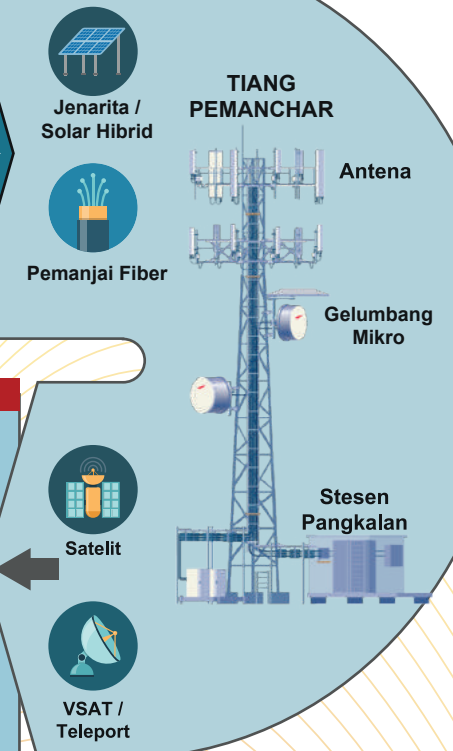 Jenarita /
Solar Hibrid
Pemanjai Fiber
Satelit
VSAT /
Teleport
TIANG
PEMANCHAR
Antena
Gelumbang
Mikro
Stesen
Pangkalan